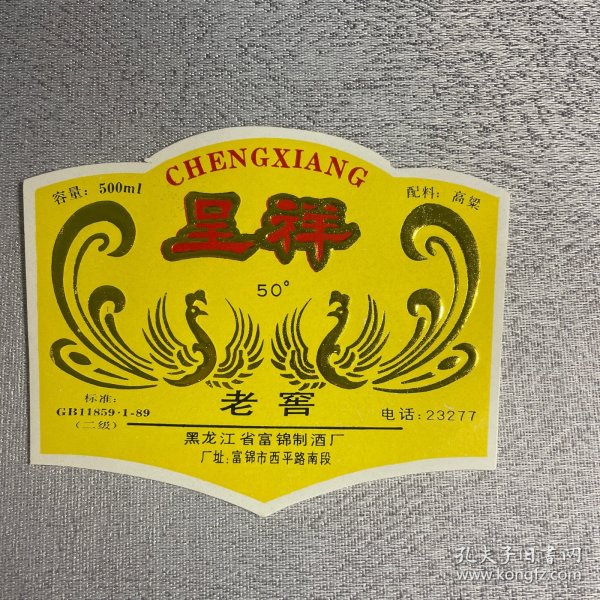 CHENGXIANG
容量：500ml
配料：高粱
呈祥
50°
老窖
标准：
GB11859·1-89
（二级）
电话：23277
黑龙江省富锦制酒厂
厂址：富锦市西平路南段
孔夫子旧书网
www.kongfz.com